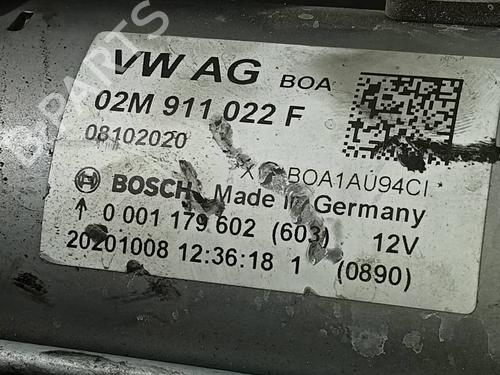 VW AG BOA
02M 911 022 F
08102020
X BOA1AU94CI
BOSCH Made in Germany
↑ 0 001 179 602 (603) 12V
20201008 12:36:18 1 (0890)
B-PARTS